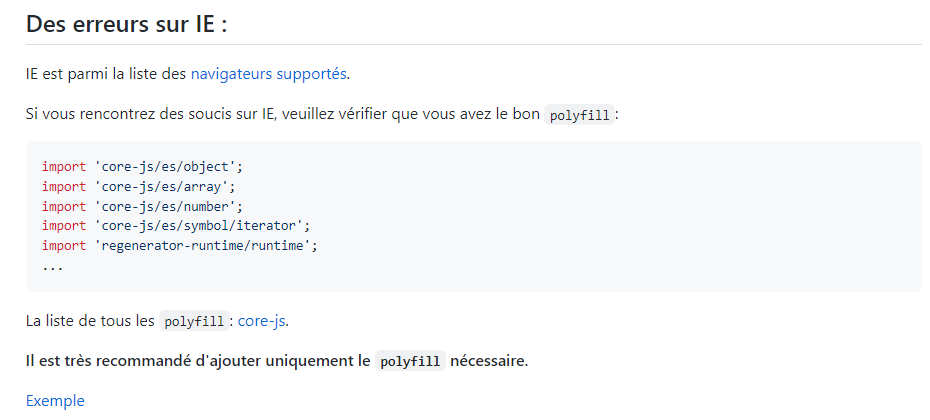 Des erreurs sur IE :
IE est parmi la liste des navigateurs supportés.
Si vous rencontrez des soucis sur IE, veuillez vérifier que vous avez le bon polyfill :
import 'core-js/es/object';
import 'core-js/es/array';
import 'core-js/es/number';
import 'core-js/es/symbol/iterator';
import 'regenerator-runtime/runtime';
...
La liste de tous les polyfill : core-js.
Il est très recommandé d'ajouter uniquement le polyfill nécessaire.
Exemple